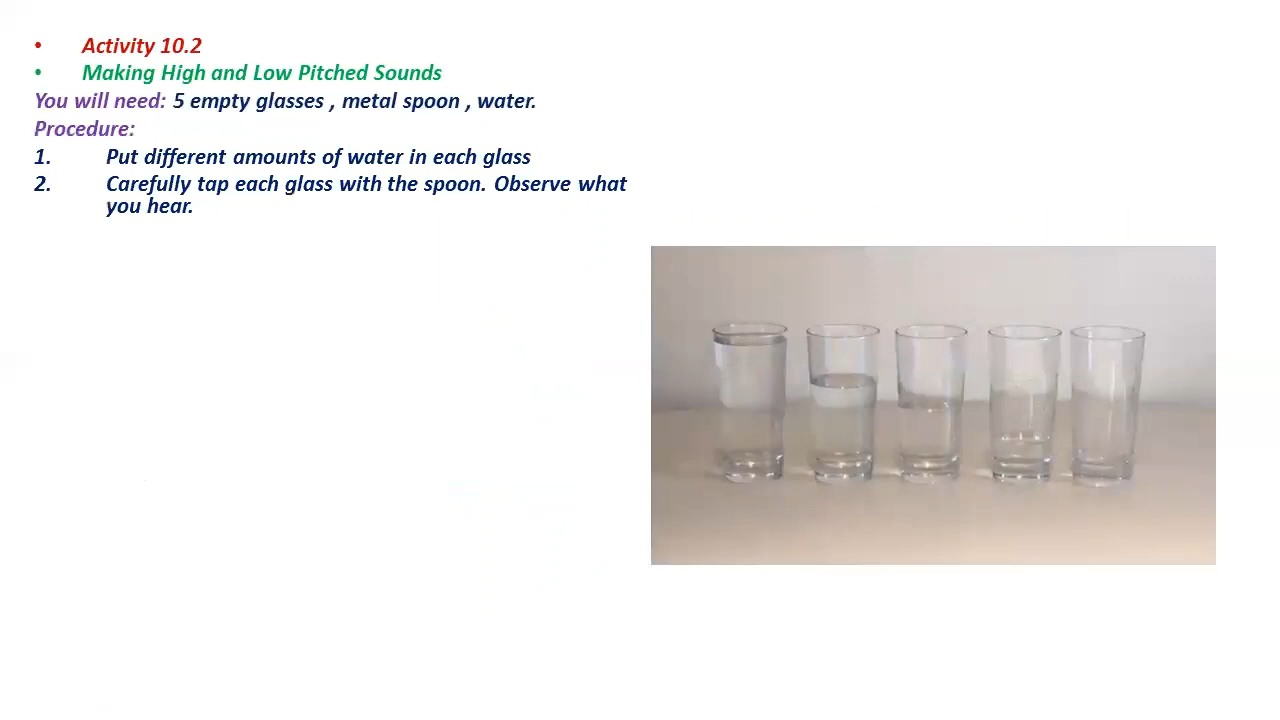 • Activity 10.2
• Making High and Low Pitched Sounds
You will need: 5 empty glasses , metal spoon , water.
Procedure:
1. Put different amounts of water in each glass
2. Carefully tap each glass with the spoon. Observe what
you hear.